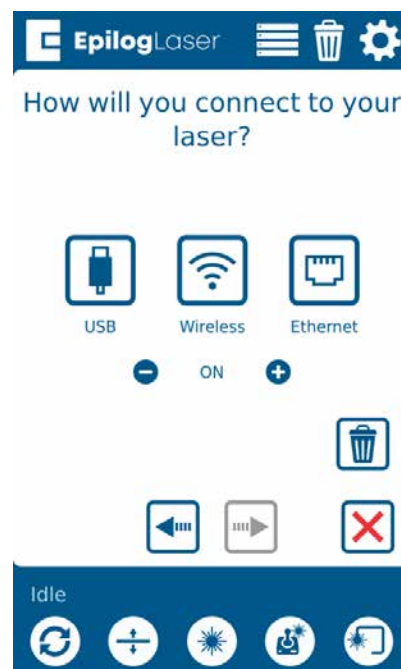 EpilogLaser
How will you connect to your
laser?
USB
Wireless
Ethernet
ON
Idle